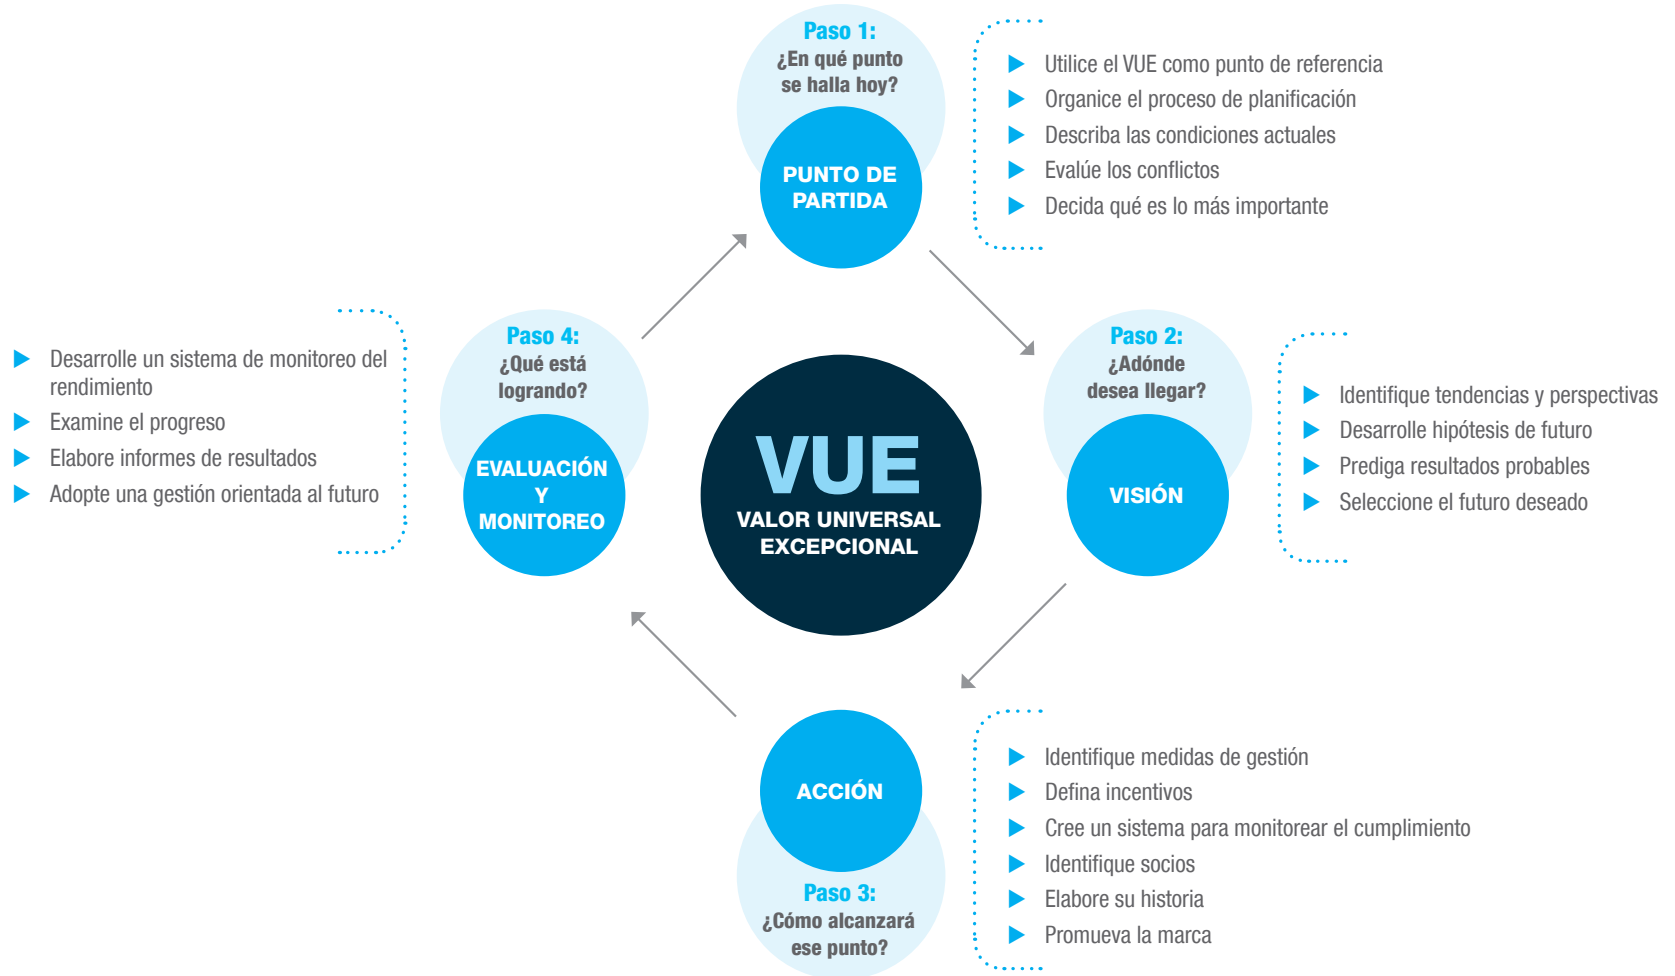 Paso 1:
¿En qué punto
se halla hoy?
PUNTO DE
PARTIDA
Utilice el VUE como punto de referencia
Organice el proceso de planificación
Describa las condiciones actuales
Evalúe los conflictos
Decida qué es lo más importante
Paso 2:
¿Adónde
desea llegar?
VISIÓN
Identifique tendencias y perspectivas
Desarrolle hipótesis de futuro
Prediga resultados probables
Seleccione el futuro deseado
VUE
VALOR UNIVERSAL
EXCEPCIONAL
ACCIÓN
Paso 3:
¿Cómo alcanzará
ese punto?
Identifique medidas de gestión
Defina incentivos
Cree un sistema para monitorear el cumplimiento
Identifique socios
Elabore su historia
Promueva la marca
Paso 4:
¿Qué está
logrando?
EVALUACIÓN
Y
MONITOREO
Desarrolle un sistema de monitoreo del
rendimiento
Examine el progreso
Elabore informes de resultados
Adopte una gestión orientada al futuro